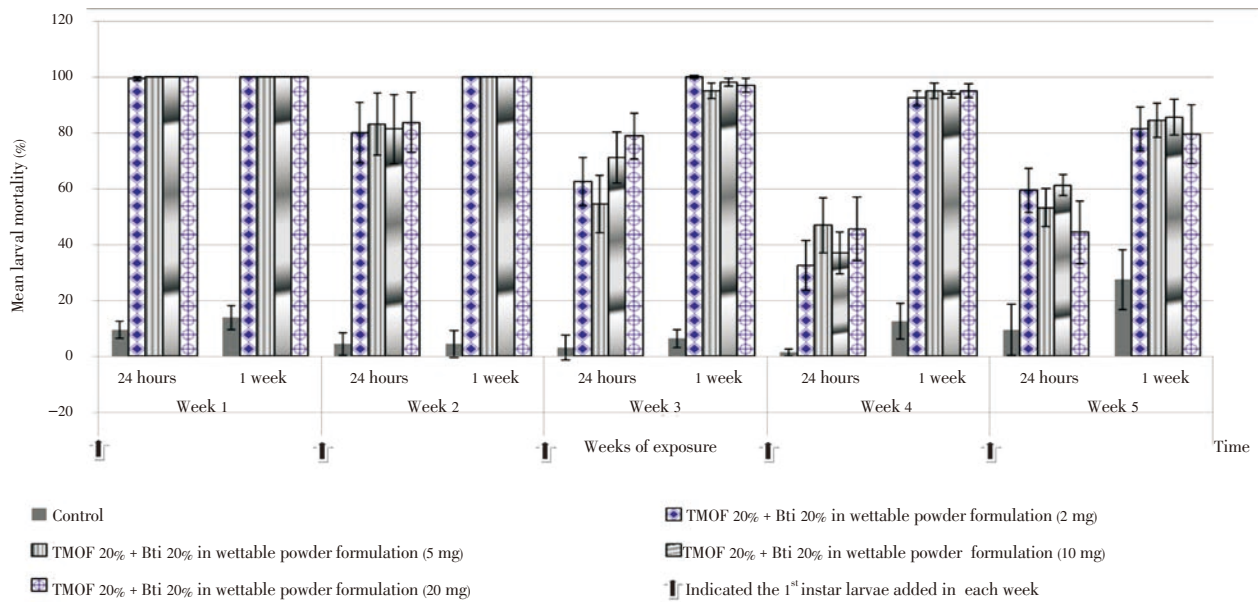 120
100
80
60
40
20
0
−20
Mean larval mortality (%)
24 hours 1 week 24 hours 1 week 24 hours 1 week 24 hours 1 week 24 hours 1 week
Week 1 Week 2 Week 3 Week 4 Week 5
Weeks of exposure Time
Control
TMOF 20% + Bti 20% in wettable powder formulation (2 mg)
TMOF 20% + Bti 20% in wettable powder formulation (5 mg)
TMOF 20% + Bti 20% in wettable powder formulation (10 mg)
TMOF 20% + Bti 20% in wettable powder formulation (20 mg)
Indicated the 1st instar larvae added in each week